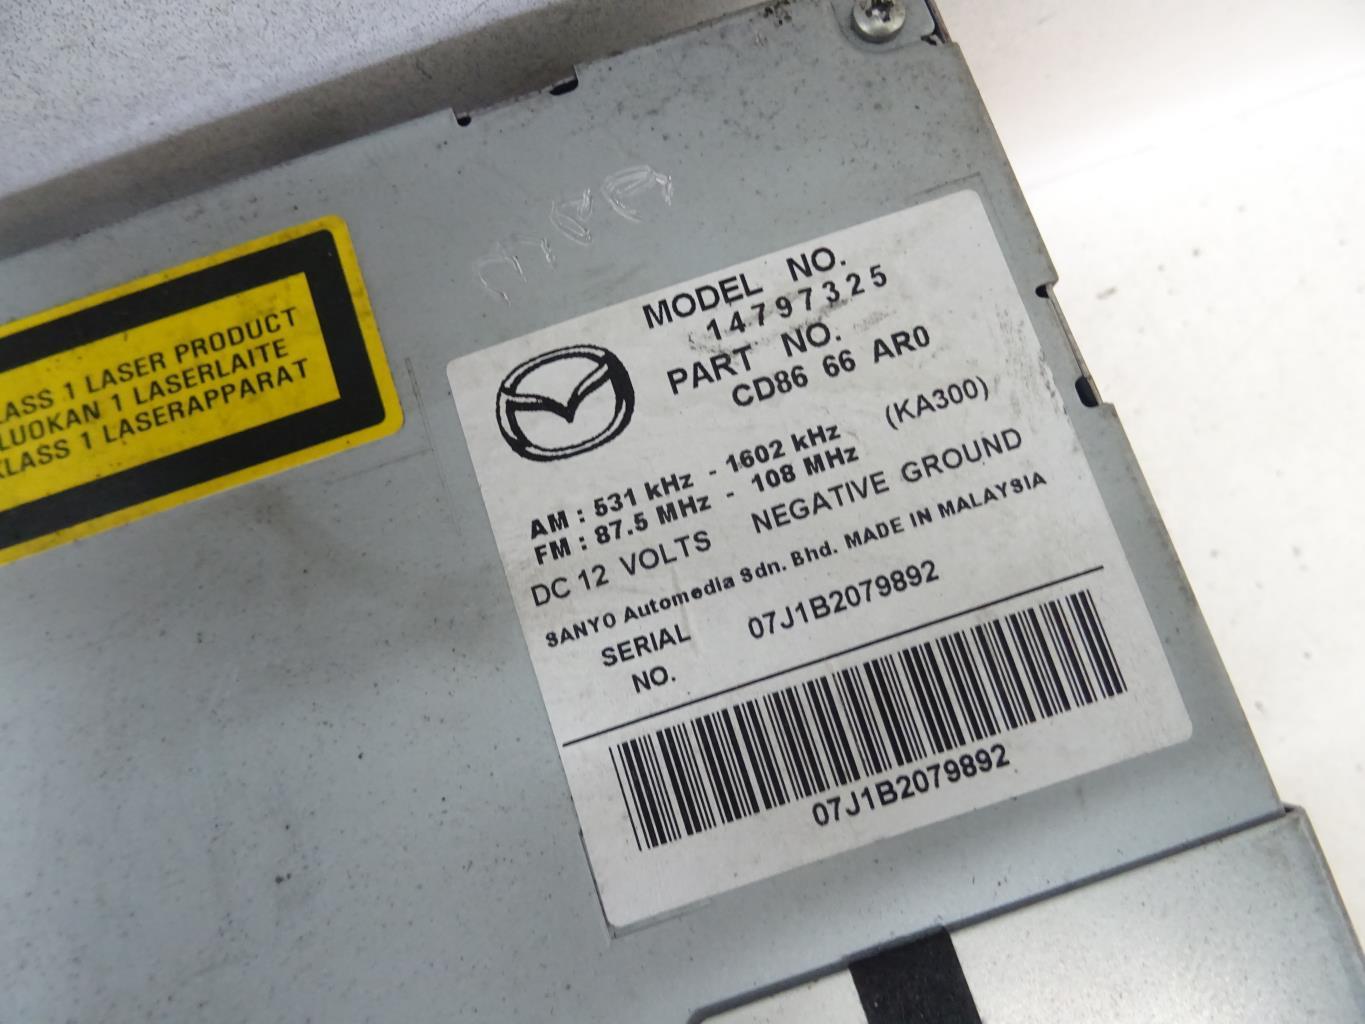 CLASS 1 LASER PRODUCT
LUOKAN 1 LASERLAITE
KLASS 1 LASERAPPARAT
MODEL NO.
14797325
PART NO.
CD86 66 AR0
(KA300)
AM : 531 kHz - 1602 kHz
FM : 87.5 MHz - 108 MHz
DC 12 VOLTS NEGATIVE GROUND
SANYO Automedia Sdn. Bhd. MADE IN MALAYSIA
SERIAL NO. 07J1B2079892
07J1B2079892